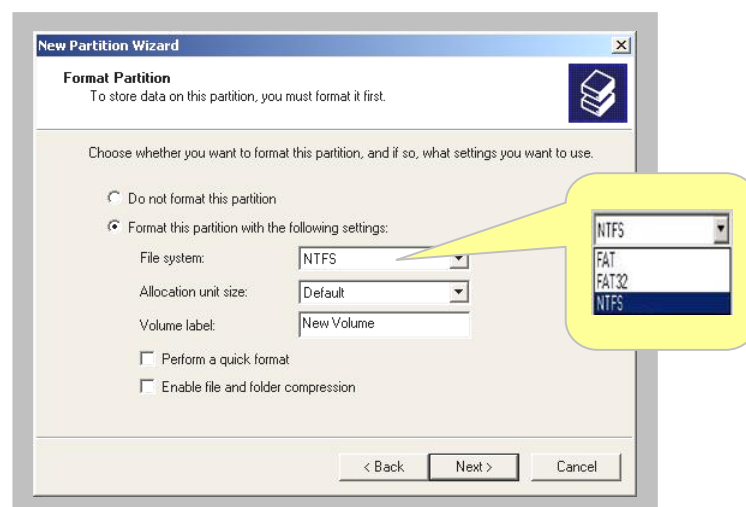 New Partition Wizard
Format Partition
To store data on this partition, you must format it first.
Choose whether you want to format this partition, and if so, what settings you want to use.
Do not format this partition
Format this partition with the following settings:
File system: NTFS
Allocation unit size: Default
Volume label: New Volume
Perform a quick format
Enable file and folder compression
< Back Next > Cancel
NTFS
FAT
FAT32
NTFS